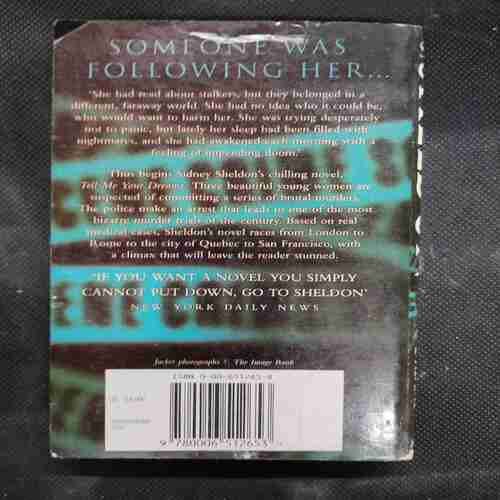 SOMEONE WAS
FOLLOWING HER...
'She had read about stalkers, but they belonged in a
different, faraway world. She had no idea who it could be,
who would want to harm her. She was trying desperately
not to panic, but lately her sleep had been filled with
nightmares, and she had awakened each morning with a
feeling of impending doom.'
Thus begins Sidney Sheldon's chilling novel,
Tell Me Your Dreams. Three beautiful young women are
suspected of committing a series of brutal murders.
The police make an arrest that leads to one of the most
bizarre murder trials of the century. Based on real
medical cases, Sheldon's novel races from London to
Rome to the city of Quebec to San Francisco, with
a climax that will leave the reader stunned.
'IF YOU WANT A NOVEL YOU SIMPLY
CANNOT PUT DOWN, GO TO SHELDON'
NEW YORK DAILY NEWS
Jacket photographs © The Image Bank
ISBN 0-00-651265-
9 780006 512653